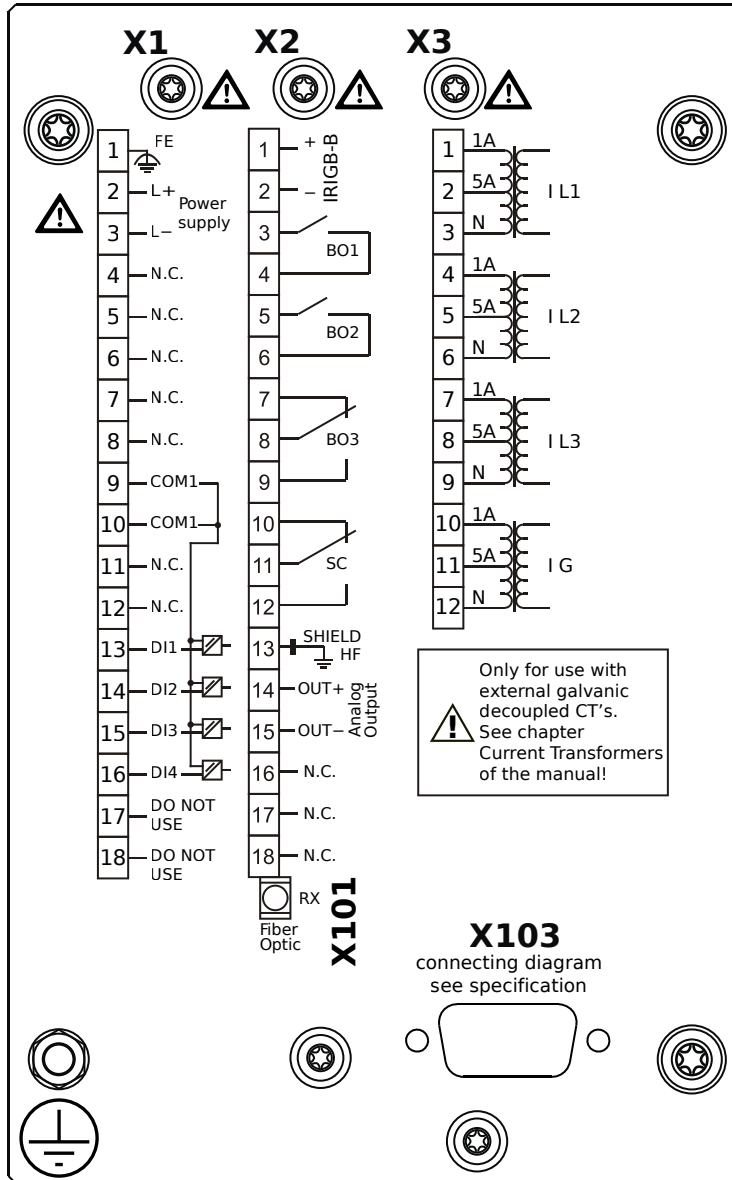 X1
X2
X3
1 FE
2 L+ Power
supply
3 L−
4 N.C.
5 N.C.
6 N.C.
7 N.C.
8 N.C.
9 COM1
10 COM1
11 N.C.
12 N.C.
13 DI1
14 DI2
15 DI3
16 DI4
17 DO NOT
USE
18 DO NOT
USE
1 +
2 −
IRIGB-B
3
BO1
4
5
BO2
6
7
8 BO3
9
10
11 SC
12
13 SHIELD
HF
14 OUT+
15 OUT−
Analog
Output
16 N.C.
17 N.C.
18 N.C.
RX
Fiber
Optic
X101
1 1A
2 5A I L1
3 N
4 1A
5 5A I L2
6 N
7 1A
8 5A I L3
9 N
10 1A
11 5A I G
12 N
Only for use with
external galvanic
decoupled CT's.
See chapter
Current Transformers
of the manual!
X103
connecting diagram
see specification